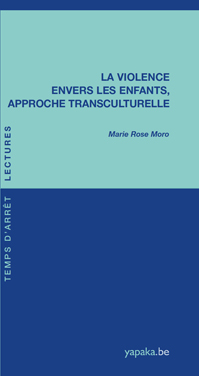 LA VIOLENCE
ENVERS LES ENFANTS,
APPROCHE TRANSCULTURELLE
Marie Rose Moro
TEMPS D'ARRÊT LECTURES
yapaka.be